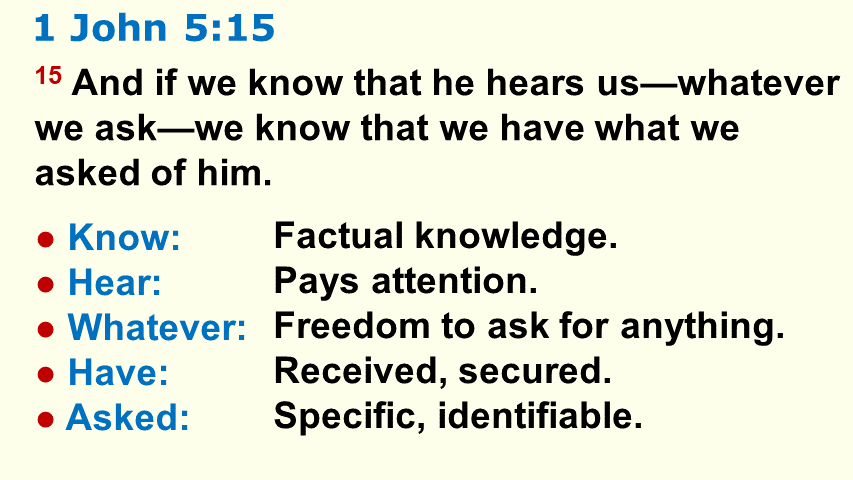 1 John 5:15
15 And if we know that he hears us—whatever
we ask—we know that we have what we
asked of him.
● Know: Factual knowledge.
● Hear: Pays attention.
● Whatever: Freedom to ask for anything.
● Have: Received, secured.
● Asked: Specific, identifiable.